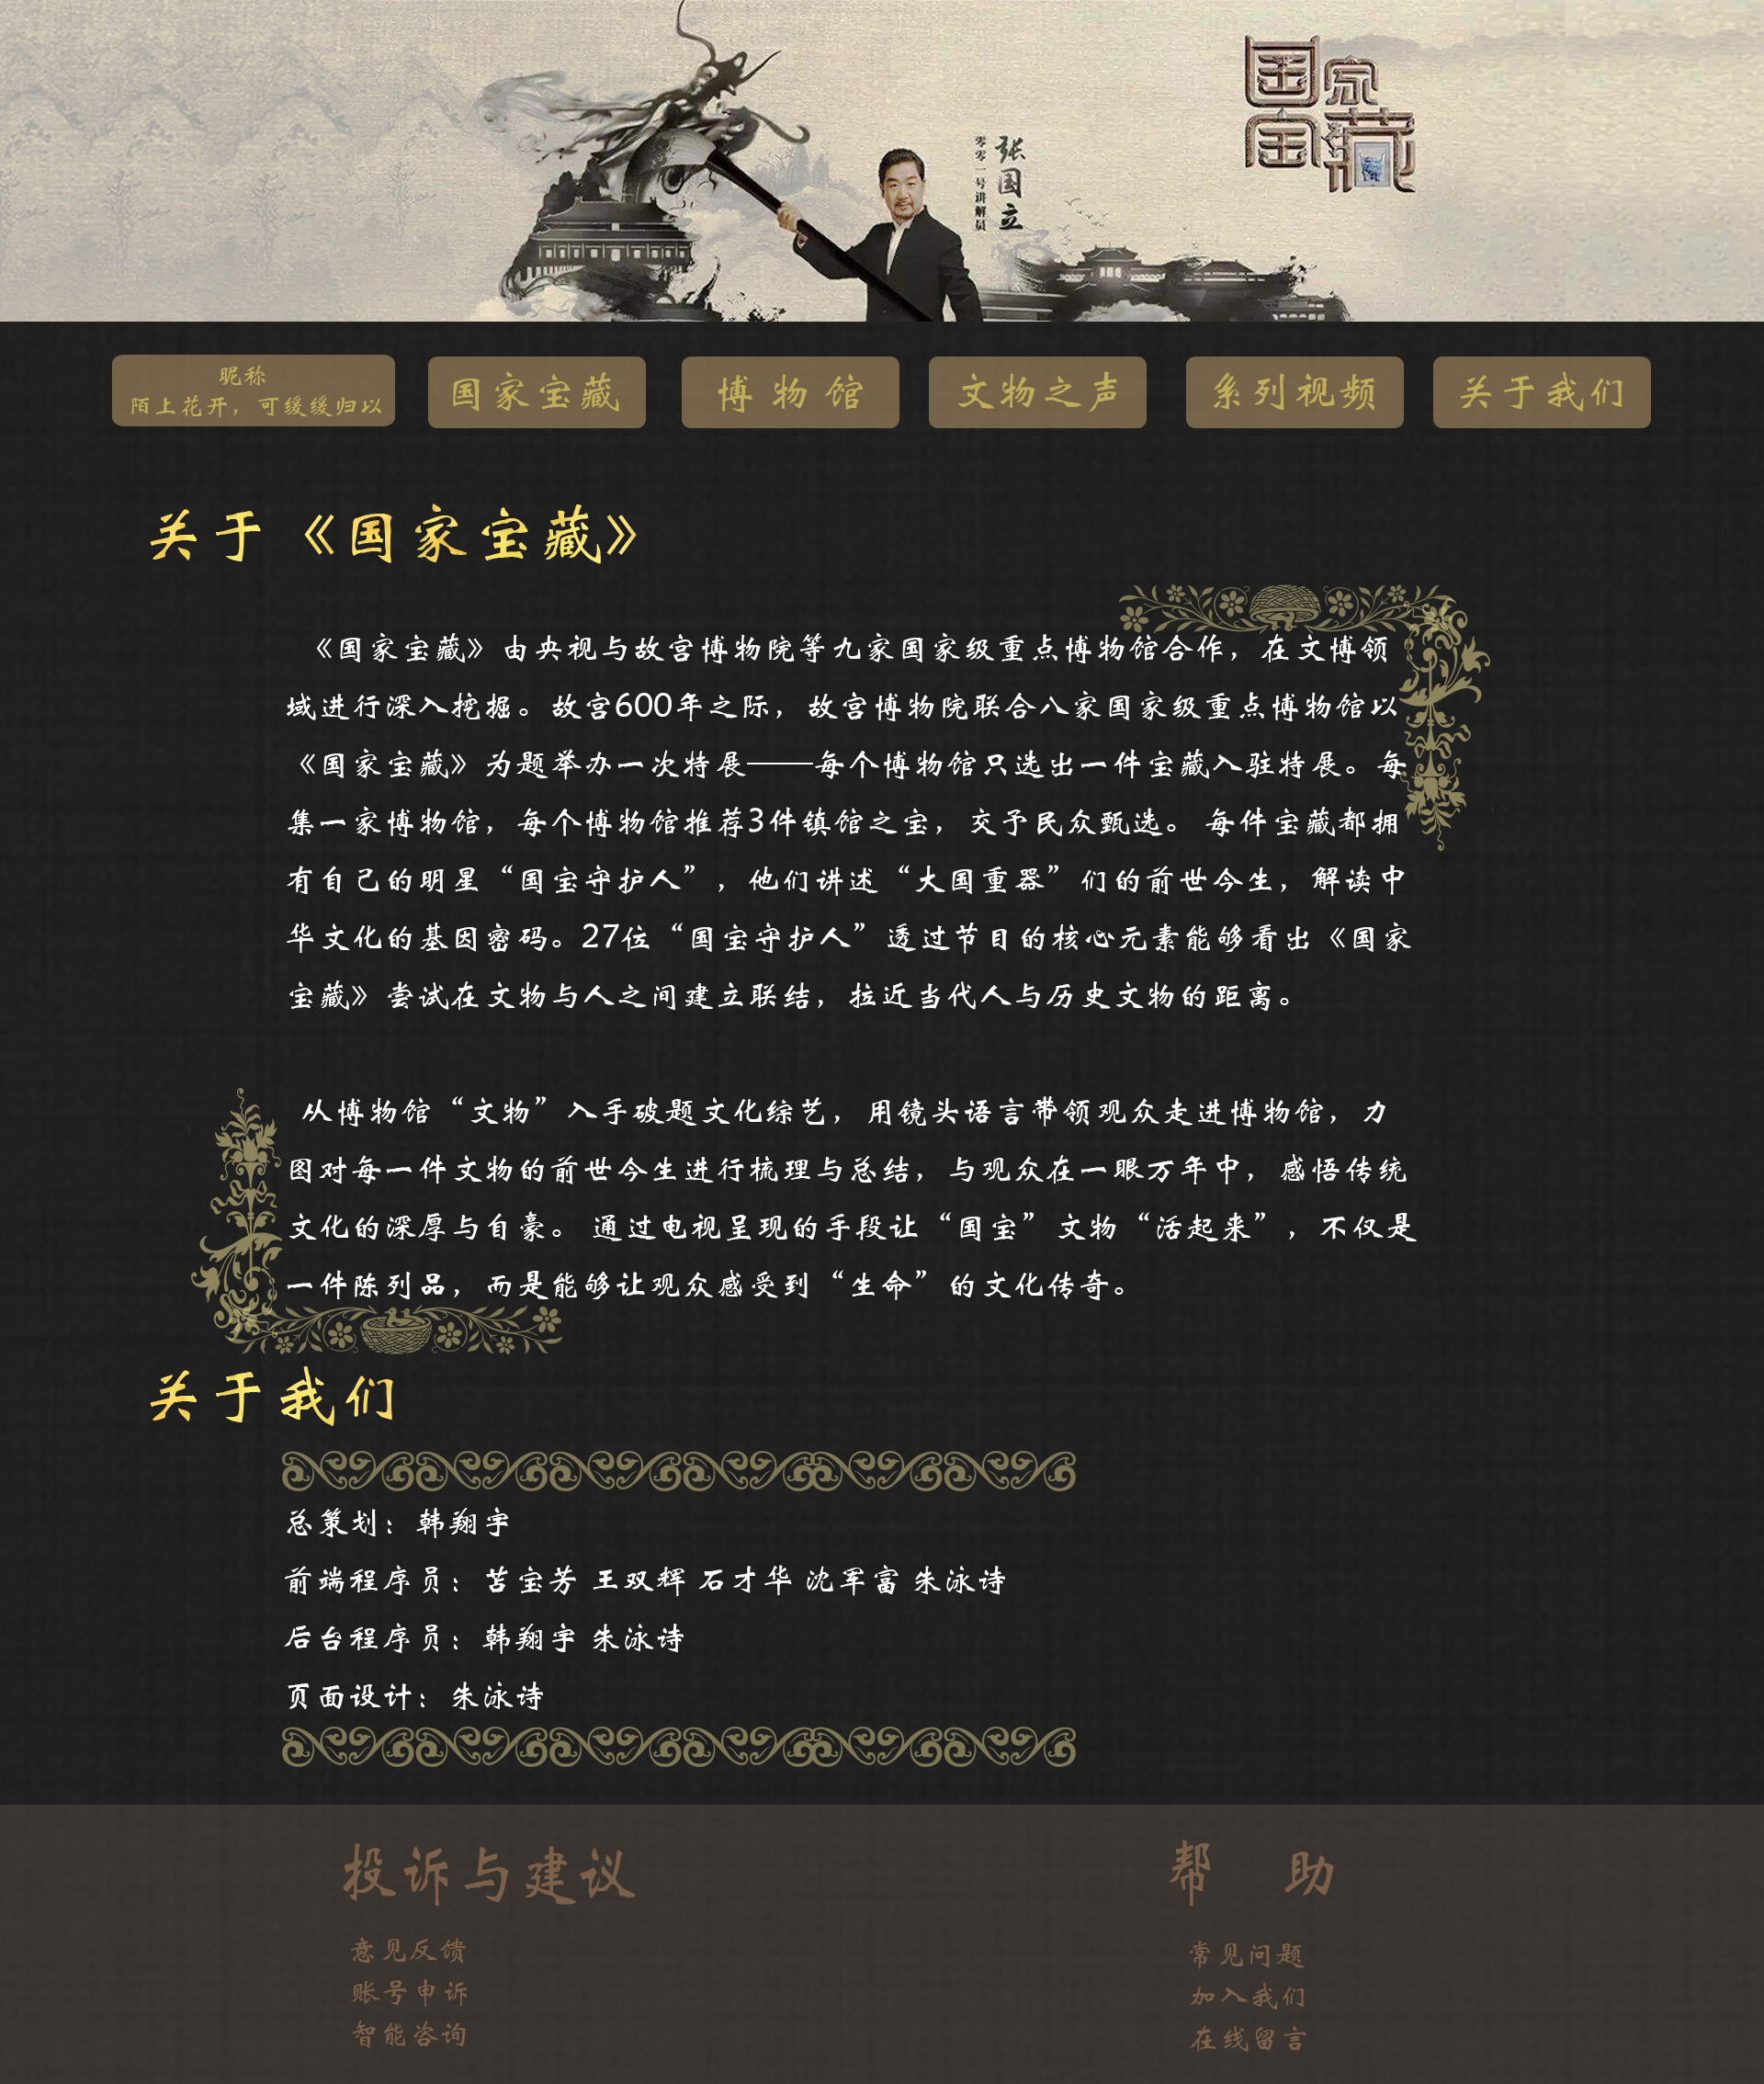 国家宝藏
张国立
零零一号讲解员
昵称
陌上花开，可缓缓归以
国家宝藏
博物馆
文物之声
系列视频
关于我们
关于《国家宝藏》
《国家宝藏》由央视与故宫博物院等九家国家级重点博物馆合作，在文博领
域进行深入挖掘。故宫600年之际，故宫博物院联合八家国家级重点博物馆以
《国家宝藏》为题举办一次特展——每个博物馆只选出一件宝藏入驻特展。每
集一家博物馆，每个博物馆推荐3件镇馆之宝，交予民众甄选。 每件宝藏都拥
有自己的明星“国宝守护人”，他们讲述“大国重器”们的前世今生，解读中
华文化的基因密码。27位“国宝守护人”透过节目的核心元素能够看出《国家
宝藏》尝试在文物与人之间建立联结，拉近当代人与历史文物的距离。
从博物馆“文物”入手破题文化综艺，用镜头语言带领观众走进博物馆，力
图对每一件文物的前世今生进行梳理与总结，与观众在一眼万年中，感悟传统
文化的深厚与自豪。 通过电视呈现的手段让“国宝”文物“活起来”，不仅是
一件陈列品，而是能够让观众感受到“生命”的文化传奇。
关于我们
总策划：韩翔宇
前端程序员：苫宝芳 王双辉 石才华 沈军富 朱泳诗
后台程序员：韩翔宇 朱泳诗
页面设计：朱泳诗
投诉与建议
意见反馈
账号申诉
智能咨询
帮 助
常见问题
加入我们
在线留言